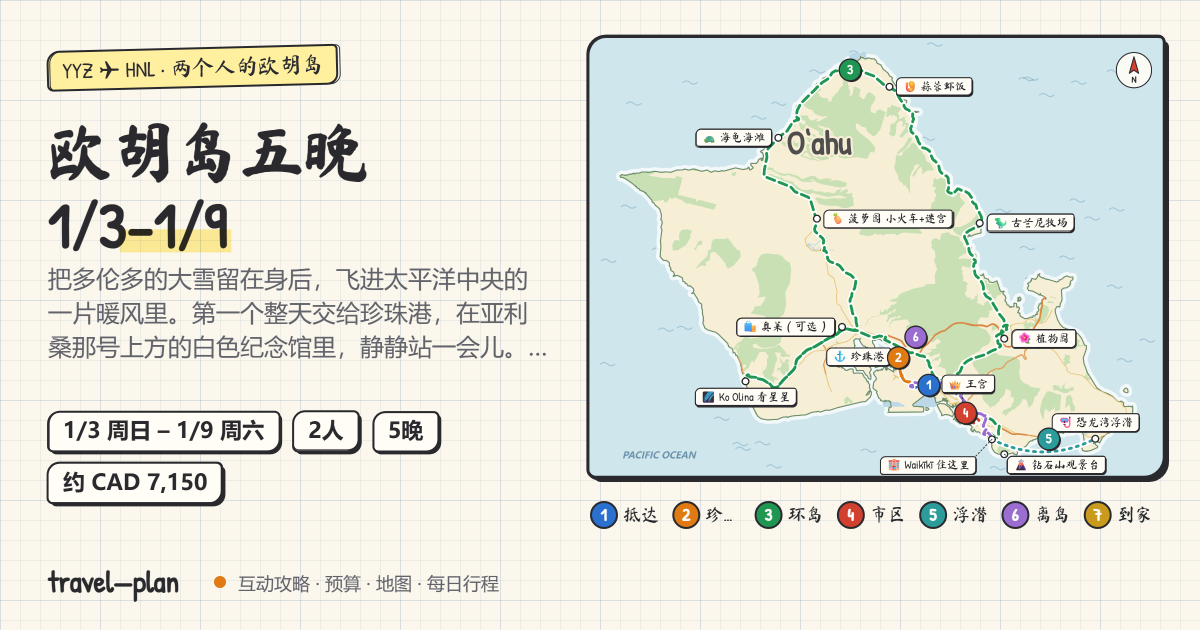 YYZ ✈ HNL · 两个人的欧胡岛
欧胡岛五晚
1/3–1/9
把多伦多的大雪留在身后，飞进太平洋中央的
一片暖风里。第一个整天交给珍珠港，在亚利
桑那号上方的白色纪念馆里，静静站一会儿。…
1/3 周日 – 1/9 周六
2人
5晚
约 CAD 7,150
travel–plan
互动攻略 · 预算 · 地图 · 每日行程
N
3
蒜蓉虾饭
海龟海滩
O‘ahu
菠萝园 小火车+迷宫
古兰尼牧场
奥莱（可选）
6
植物园
珍珠港
2
1
王宫
Ko Olina 看星星
4
恐龙湾浮潜
5
PACIFIC OCEAN
Waikiki 住这里
钻石山观景台
1 抵达
2 珍…
3 环岛
4 市区
5 浮潜
6 离岛
7 到家